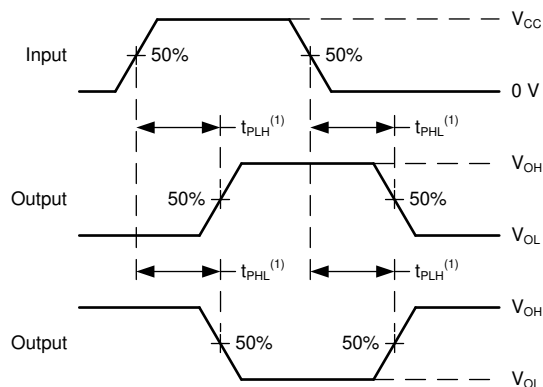 V_CC
Input
50%
50%
0 V
t_PLH^(1)
t_PHL^(1)
V_OH
Output
50%
50%
V_OL
t_PHL^(1)
t_PLH^(1)
V_OH
Output
50%
50%
V_OL